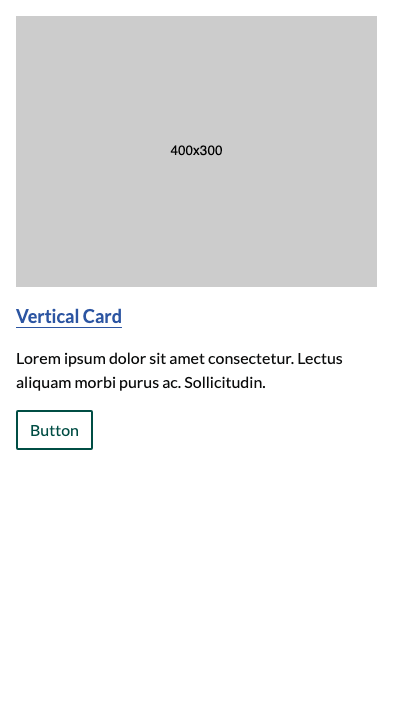 400x300
Vertical Card
Lorem ipsum dolor sit amet consectetur. Lectus
aliquam morbi purus ac. Sollicitudin.
Button